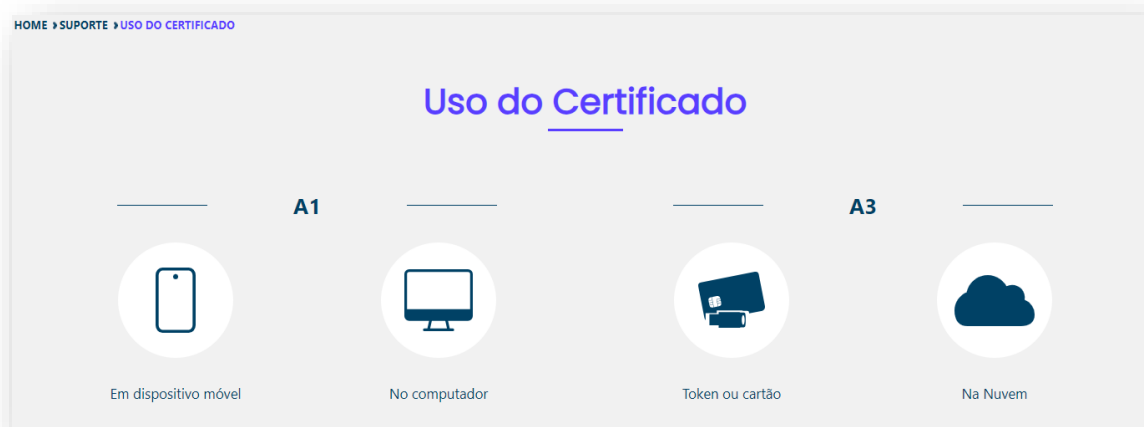 HOME › SUPORTE › USO DO CERTIFICADO
Uso do Certificado
A1
A3
Em dispositivo móvel
No computador
Token ou cartão
Na Nuvem